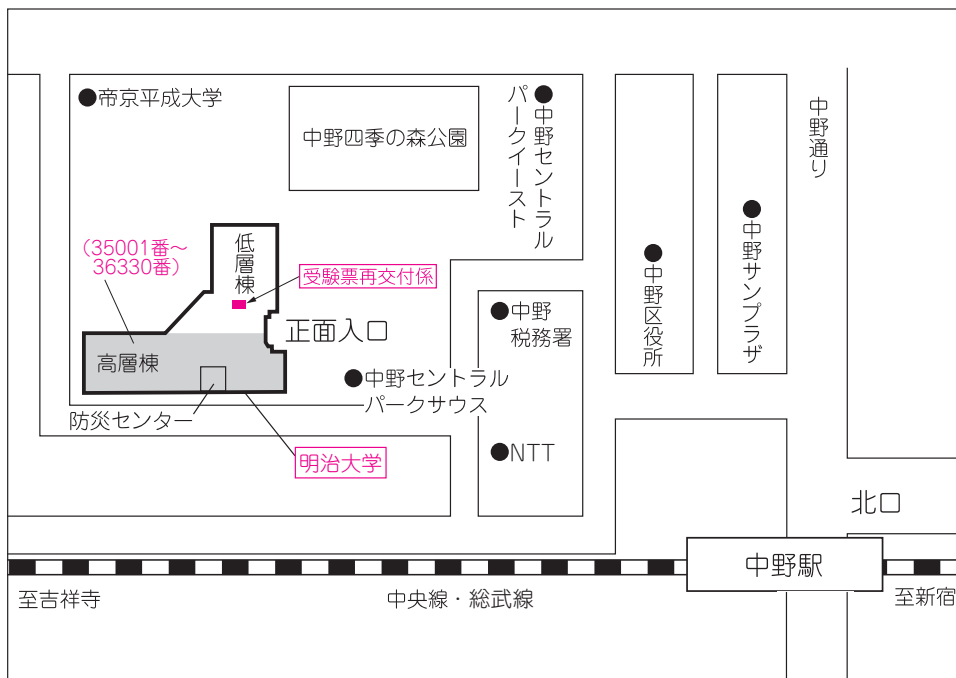 帝京平成大学
中野四季の森公園
中野セントラル
パークイースト
中野通り
(35001番〜
36330番)
低層棟
受験票再交付係
正面入口
高層棟
防災センター
明治大学
中野セントラル
パークサウス
中野
税務署
NTT
中野区役所
中野サンプラザ
北口
中野駅
至吉祥寺
中央線・総武線
至新宿